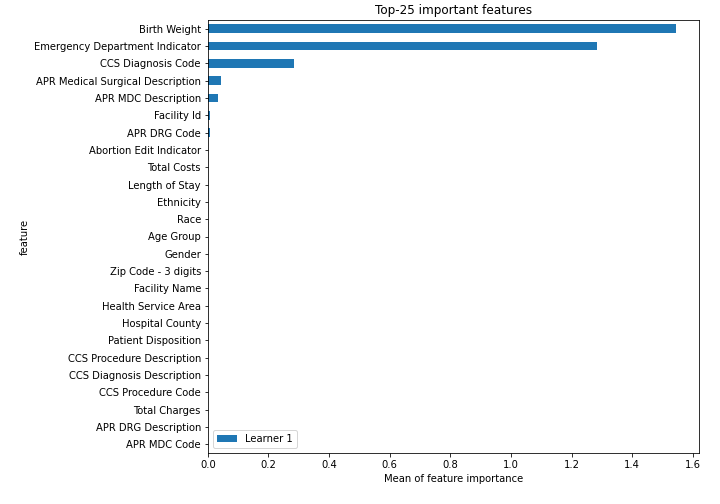 Top-25 important features
Birth Weight
Emergency Department Indicator
CCS Diagnosis Code
APR Medical Surgical Description
APR MDC Description
Facility Id
APR DRG Code
Abortion Edit Indicator
Total Costs
Length of Stay
Ethnicity
Race
Age Group
Gender
Zip Code - 3 digits
Facility Name
Health Service Area
Hospital County
Patient Disposition
CCS Procedure Description
CCS Diagnosis Description
CCS Procedure Code
Total Charges
APR DRG Description
APR MDC Code
feature
Learner 1
0.0 0.2 0.4 0.6 0.8 1.0 1.2 1.4 1.6
Mean of feature importance